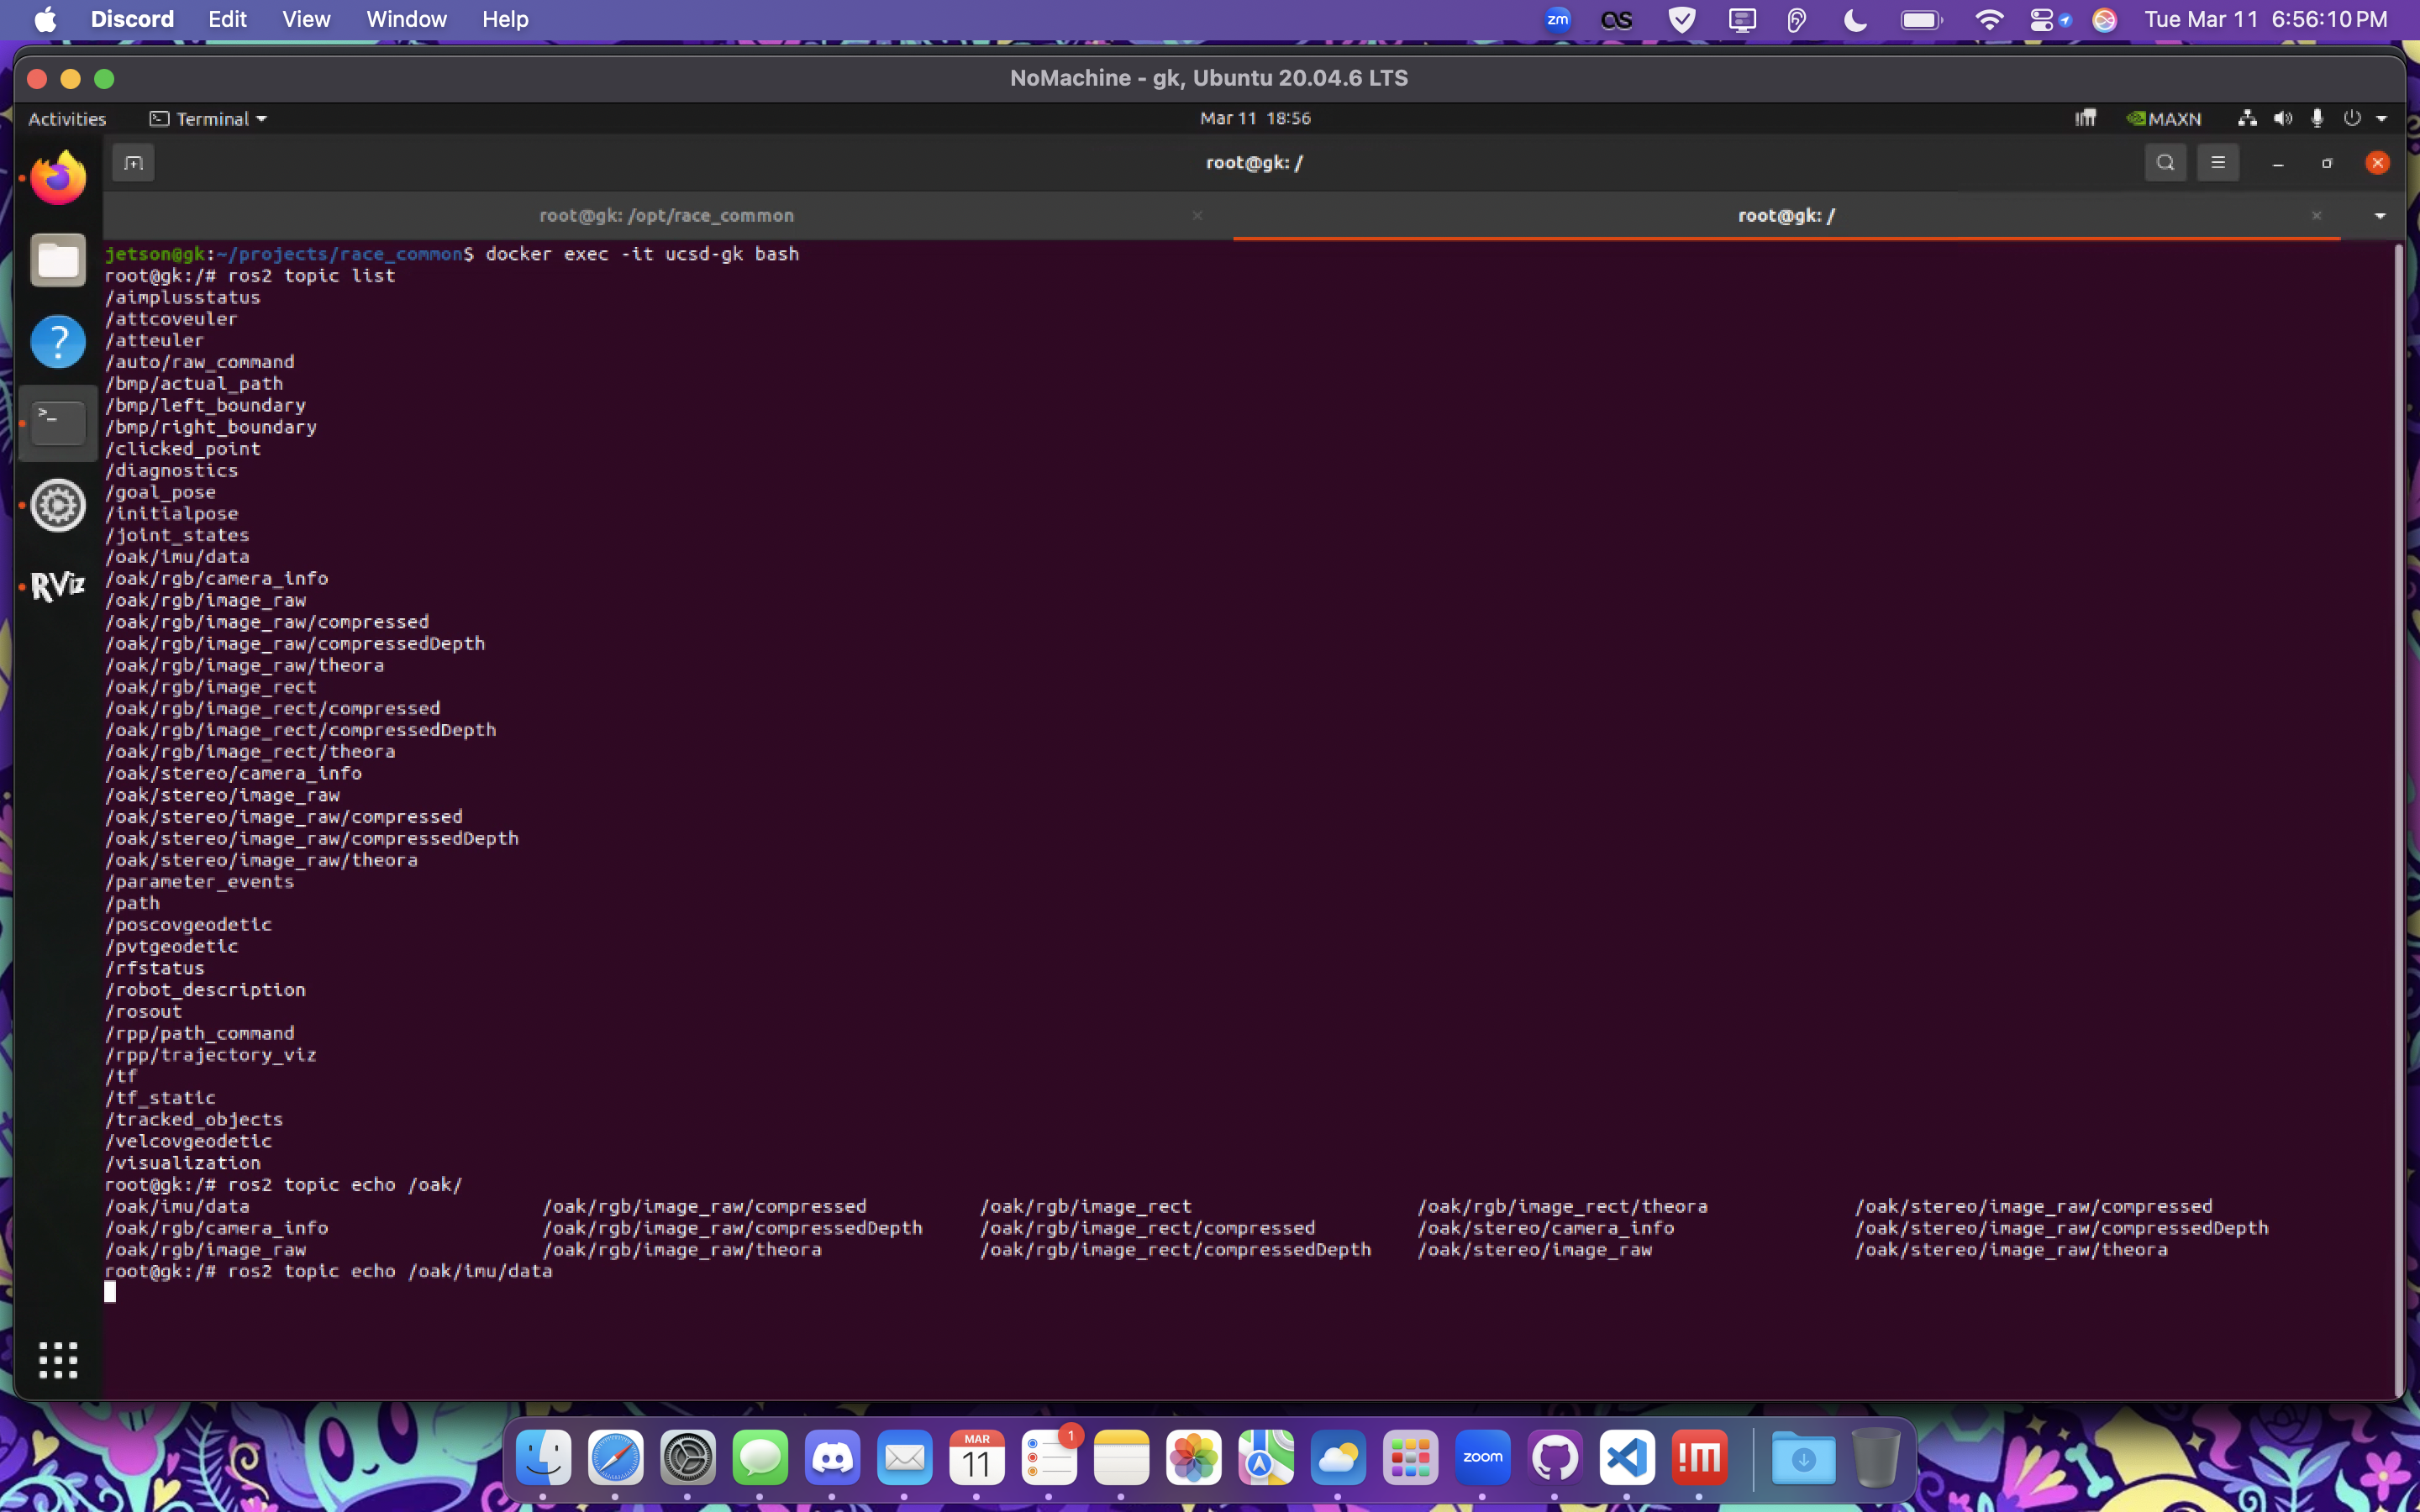 Discord Edit View Window Help zm Tue Mar 11 6:56:10 PM
NoMachine - gk, Ubuntu 20.04.6 LTS
Activities Terminal Mar 11 18:56 MAXN
root@gk: /
root@gk: /opt/race_common root@gk: /
jetson@gk:~/projects/race_common$ docker exec -it ucsd-gk bash
root@gk:/# ros2 topic list
/aimplusstatus
/attcoveuler
/atteuler
/auto/raw_command
/bmp/actual_path
/bmp/left_boundary
/bmp/right_boundary
/clicked_point
/diagnostics
/goal_pose
/initialpose
/joint_states
/oak/imu/data
/oak/rgb/camera_info
/oak/rgb/image_raw
/oak/rgb/image_raw/compressed
/oak/rgb/image_raw/compressedDepth
/oak/rgb/image_raw/theora
/oak/rgb/image_rect
/oak/rgb/image_rect/compressed
/oak/rgb/image_rect/compressedDepth
/oak/rgb/image_rect/theora
/oak/stereo/camera_info
/oak/stereo/image_raw
/oak/stereo/image_raw/compressed
/oak/stereo/image_raw/compressedDepth
/oak/stereo/image_raw/theora
/parameter_events
/path
/poscovgeodetic
/pvtgeodetic
/rfstatus
/robot_description
/rosout
/rpp/path_command
/rpp/trajectory_viz
/tf
/tf_static
/tracked_objects
/velcovgeodetic
/visualization
root@gk:/# ros2 topic echo /oak/
/oak/imu/data /oak/rgb/image_raw/compressed /oak/rgb/image_rect /oak/rgb/image_rect/theora /oak/stereo/image_raw/compressed
/oak/rgb/camera_info /oak/rgb/image_raw/compressedDepth /oak/rgb/image_rect/compressed /oak/stereo/camera_info /oak/stereo/image_raw/compressedDepth
/oak/rgb/image_raw /oak/rgb/image_raw/theora /oak/rgb/image_rect/compressedDepth /oak/stereo/image_raw /oak/stereo/image_raw/theora
root@gk:/# ros2 topic echo /oak/imu/data
RViz
MAR
11
1
zoom
!M